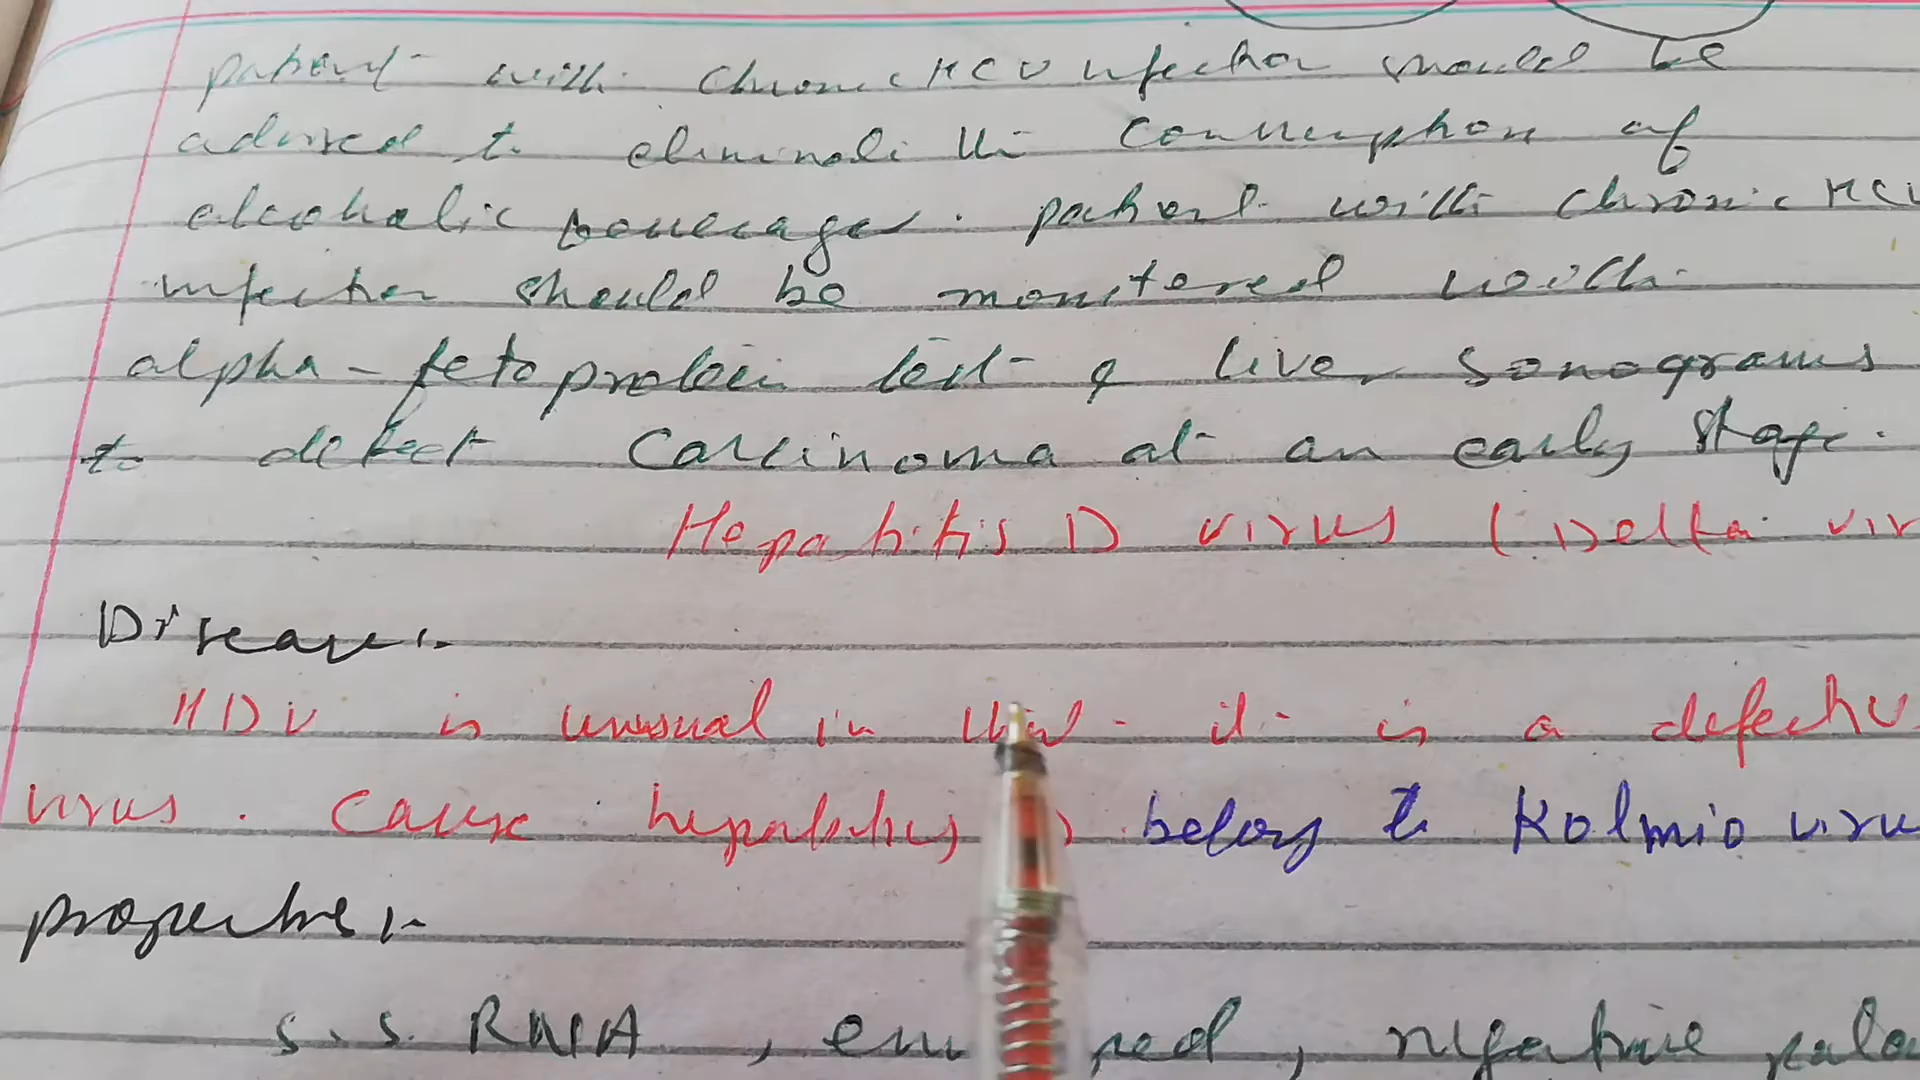 patient with chronic HCV infection should be
advised to eliminate the consumption of
alcoholic beverages. patient with chronic HCV
infection should be monitered with
alpha-fetoprotein test & liver sonograms
to detect carcinoma at an early stage.
Hepatitis D virus (Delta vir
Disease:-
HDV is unusual in that it is a defectiv
virus. cause hepatitis belong to Kolmio viru
properties:-
s.s. RNA, negative pola